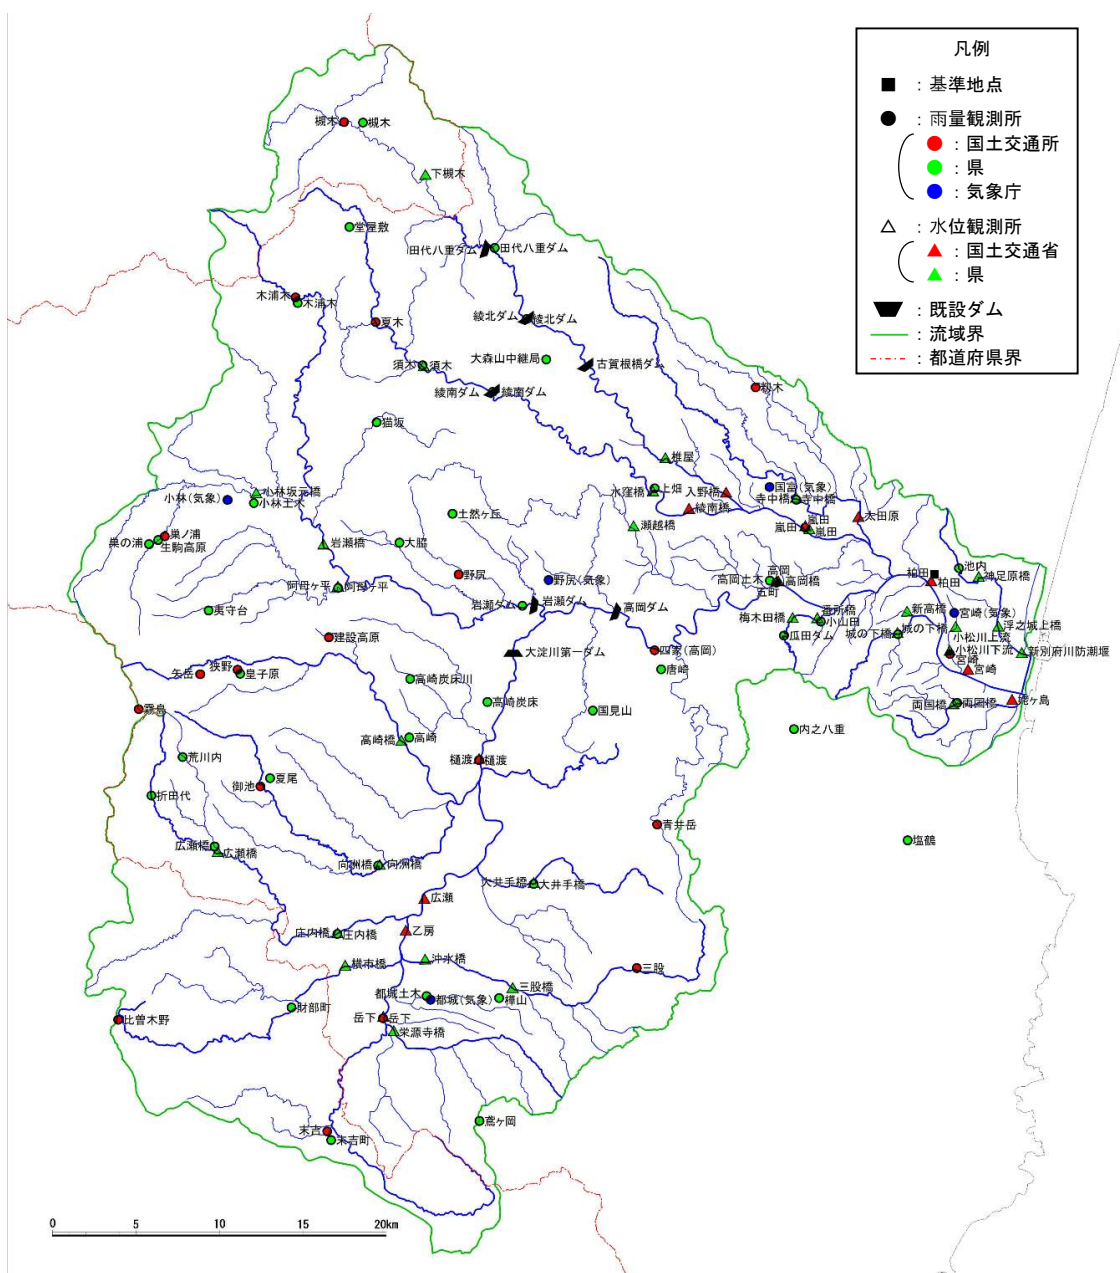 凡例
■ ：基準地点
● ：雨量観測所
● ：国土交通所
● ：県
● ：気象庁
△ ：水位観測所
▲ ：国土交通省
▲ ：県
：既設ダム
：流域界
：都道府県界
槻木
槻木
下槻木
堂屋敷
田代八重ダム
田代八重ダム
木浦木
木浦木
夏木
綾北ダム
綾北ダム
大森山中継局
古賀根橋ダム
須木
須木
綾南ダム
綾南ダム
籾木
猫坂
椎屋
小林(気象)
小林坂元橋
小林土木
水窪橋
上畑
入野橋
国富(気象)
寺中橋
寺中橋
綾南橋
土然ヶ丘
瀬越橋
嵐田
嵐田
嵐田
太田原
巣ノ浦
巣の浦
生駒高原
岩瀬橋
大脇
阿母ヶ平
阿母ヶ平
野尻
野尻(気象)
高岡
高岡土木
高岡橋
五町
柏田
柏田
池内
神足原橋
夷守台
岩瀬ダム
岩瀬ダム
高岡ダム
梅木田橋
番所橋
小山田
瓜田ダム
新高橋
宮崎(気象)
城の下橋
城の下橋
浮之城上橋
小松川上流
小松川下流
宮崎
宮崎
新別府川防潮堰
建設高原
大淀川第一ダム
四家(高岡)
唐崎
狭野
矢岳
皇子原
高崎炭床川
高崎炭床
国見山
霧島
両国橋
両国橋
姥ヶ島
内之八重
高崎
高崎橋
樋渡
樋渡
荒川内
夏尾
御池
折田代
青井岳
塩鶴
広瀬橋
広瀬橋
向洲橋
向洲橋
大井手橋
大井手橋
広瀬
庄内橋
庄内橋
乙房
横市橋
沖水橋
三股
三股橋
都城土木
都城(気象)
樺山
財部町
比曽木野
岳下
岳下
栄源寺橋
鳶ヶ岡
末吉
末吉町
0 5 10 15 20km